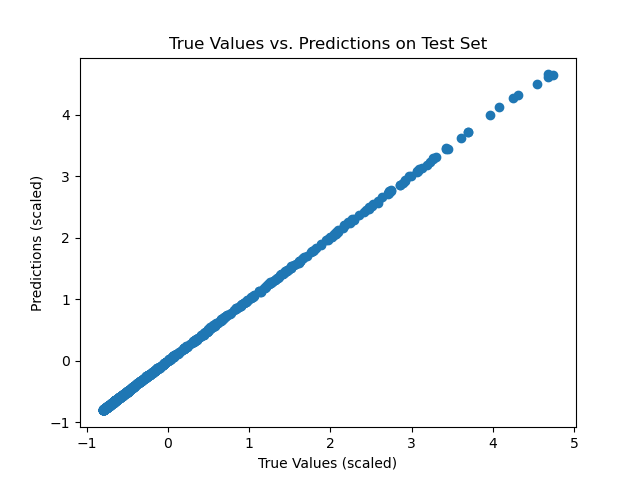 True Values vs. Predictions on Test Set
Predictions (scaled)
4
3
2
1
0
−1
−1 0 1 2 3 4 5
True Values (scaled)